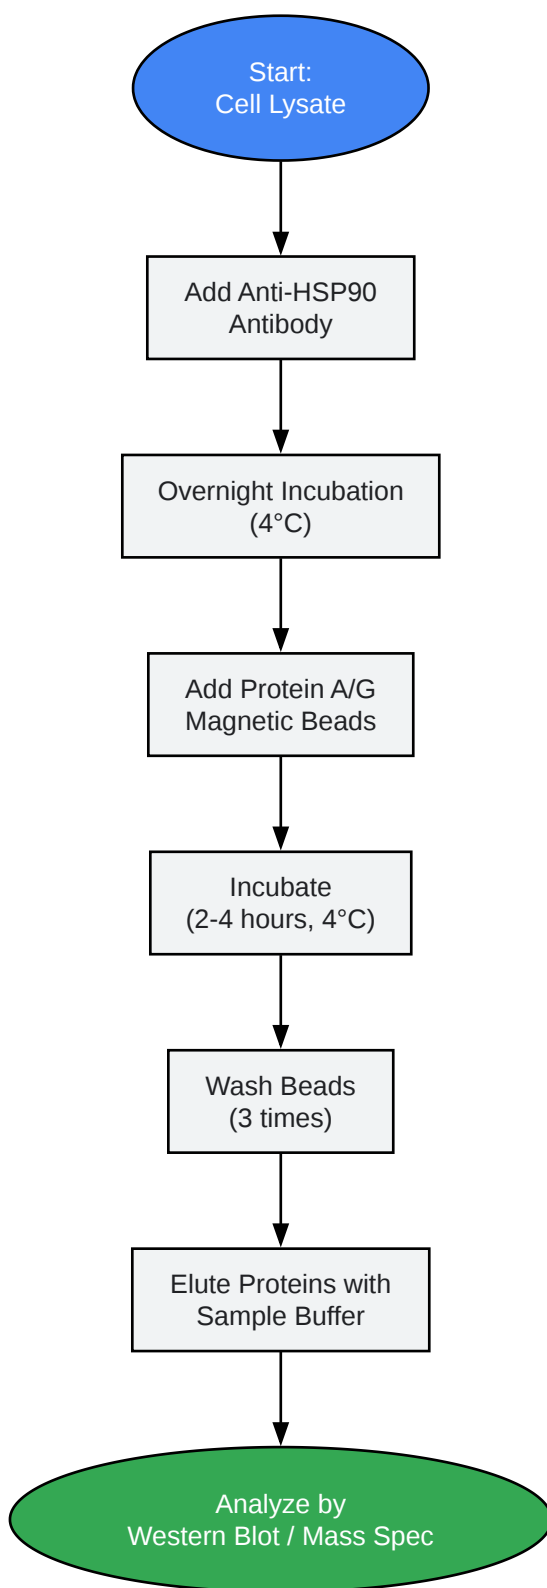 Start:
Cell Lysate
Add Anti-HSP90
Antibody
Overnight Incubation
(4°C)
Add Protein A/G
Magnetic Beads
Incubate
(2-4 hours, 4°C)
Wash Beads
(3 times)
Elute Proteins with
Sample Buffer
Analyze by
Western Blot / Mass Spec